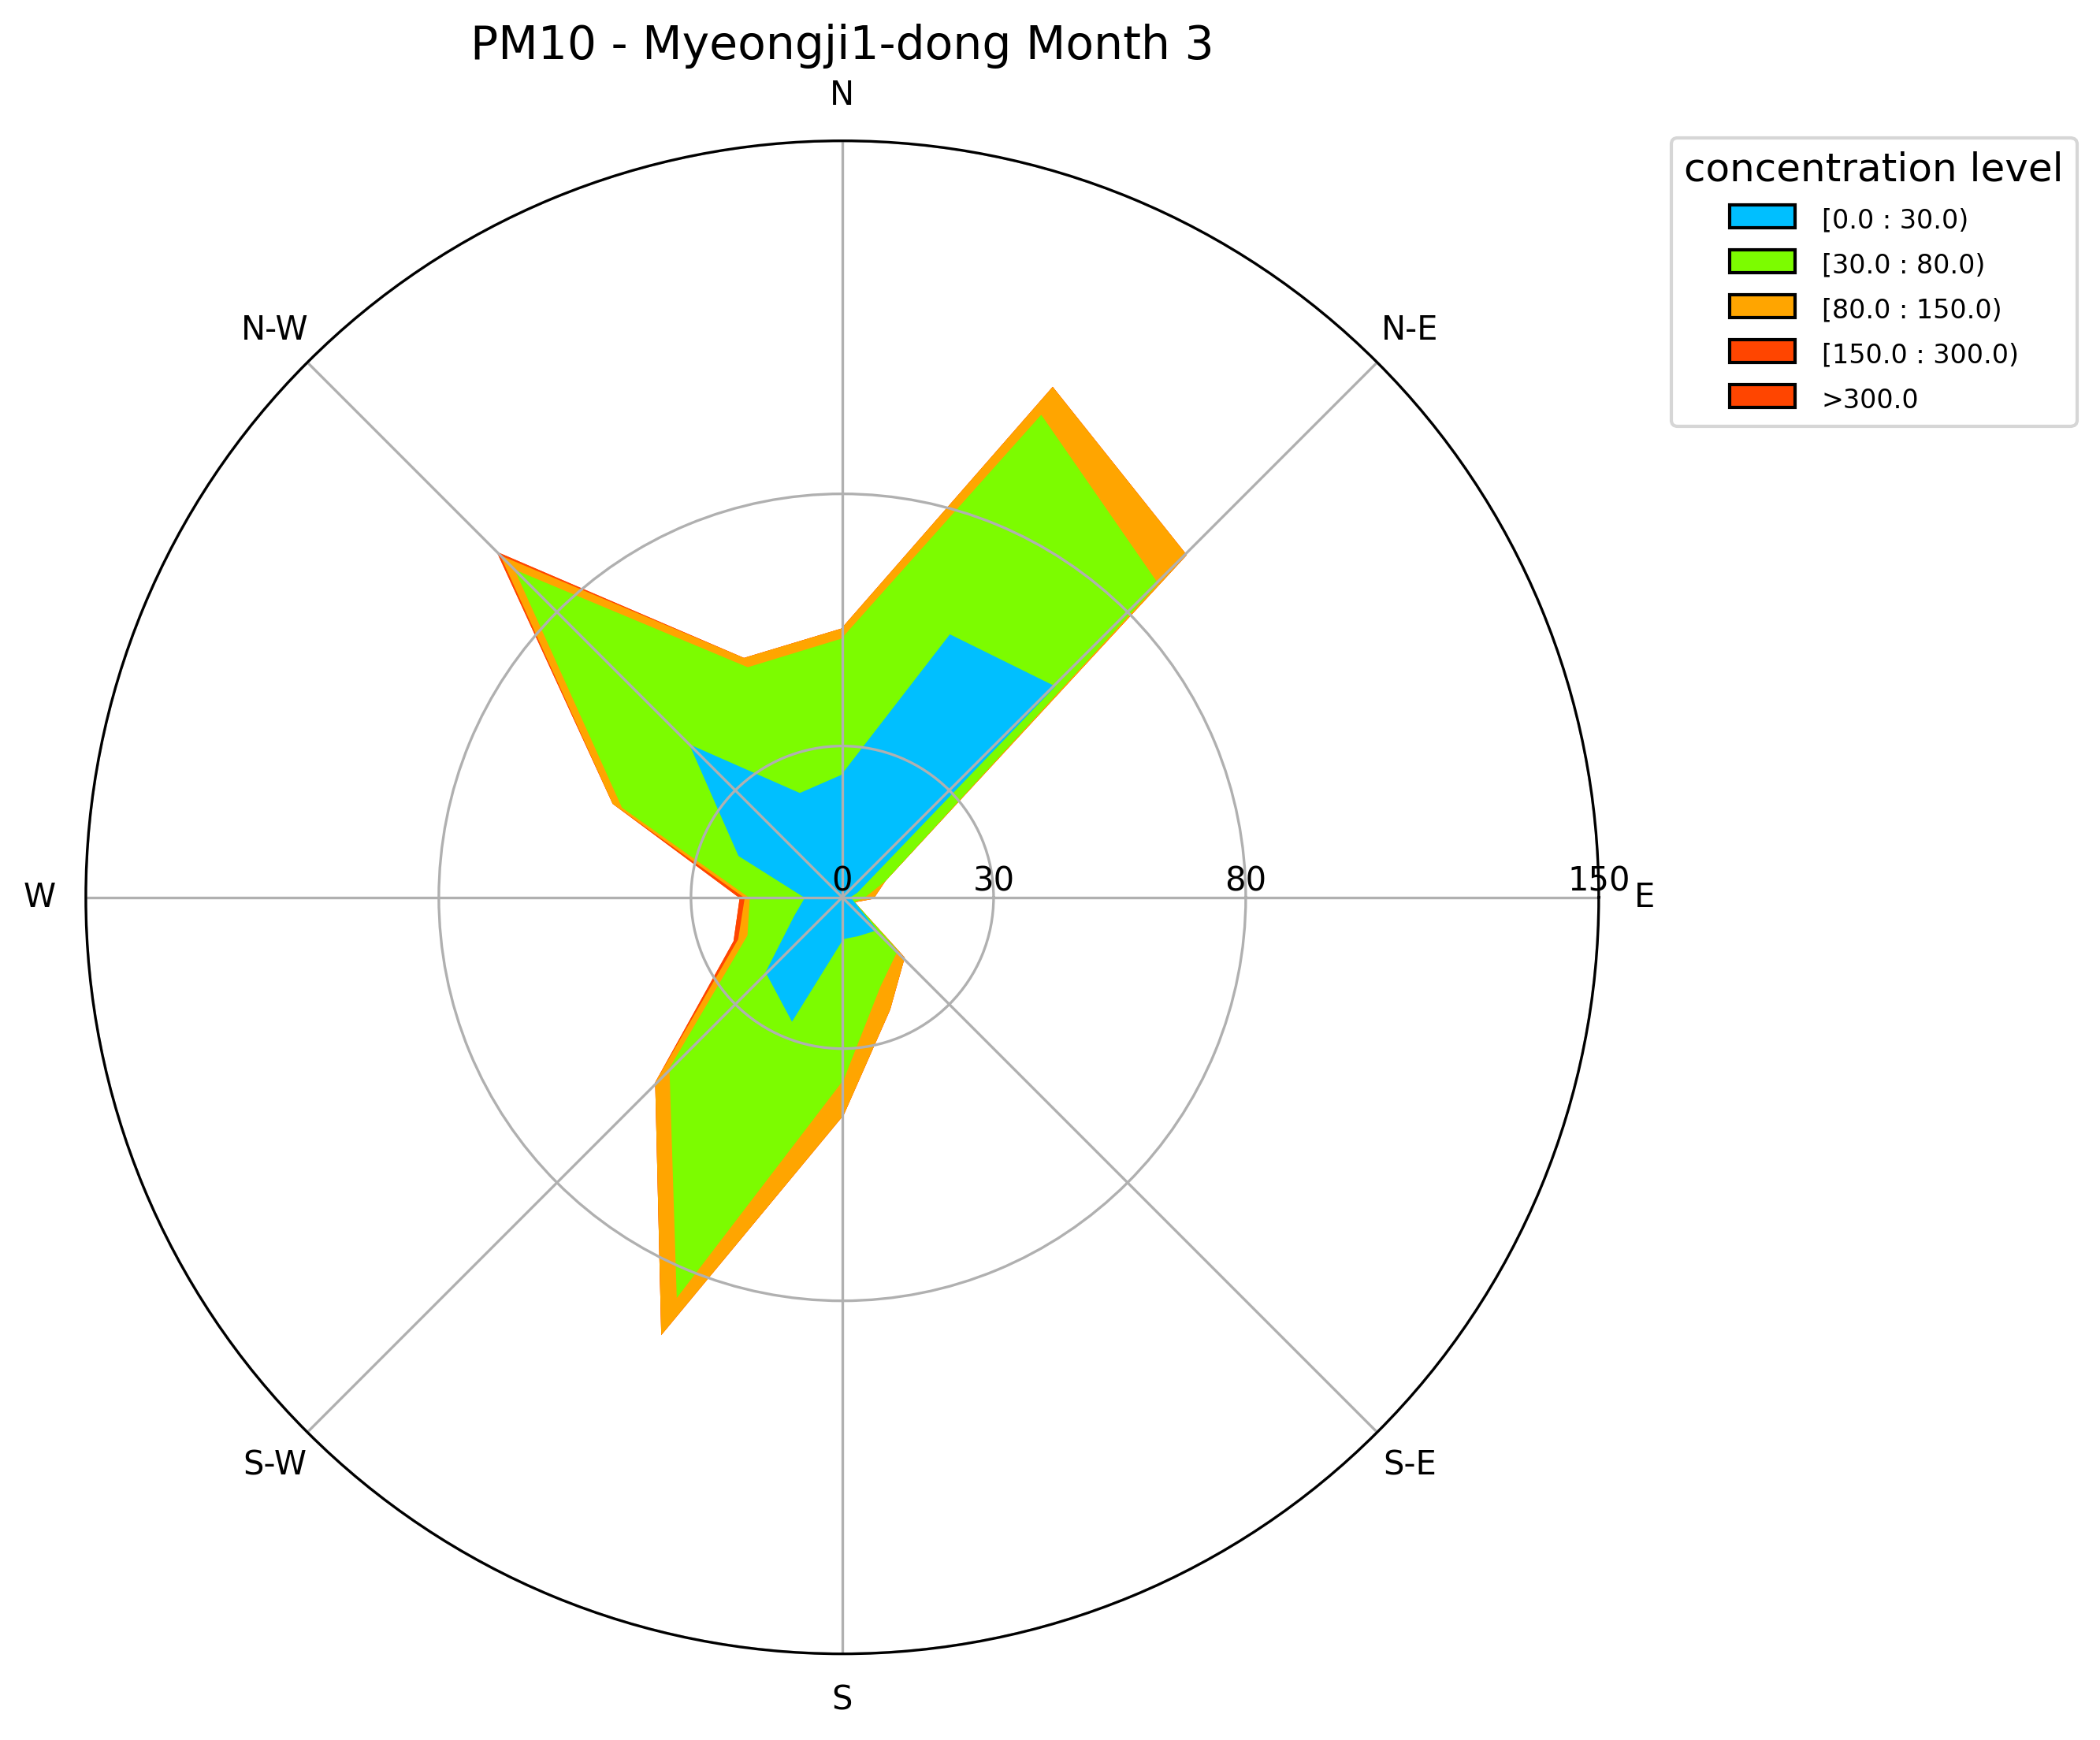 PM10 - Myeongji1-dong Month 3
N
concentration level
[0.0 : 30.0)
[30.0 : 80.0)
[80.0 : 150.0)
[150.0 : 300.0)
>300.0
N-W
N-E
0
30
80
150
W
E
S-W
S-E
S